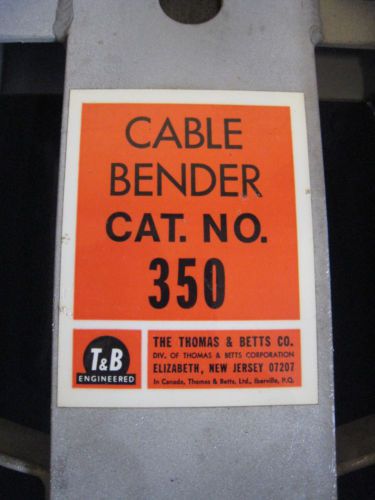 CABLE
BENDER
CAT. NO.
350
T&B
ENGINEERED
THE THOMAS & BETTS CO.
DIV. OF THOMAS & BETTS CORPORATION
ELIZABETH, NEW JERSEY 07207
In Canada, Thomas & Betts, Ltd., Iberville, P.Q.